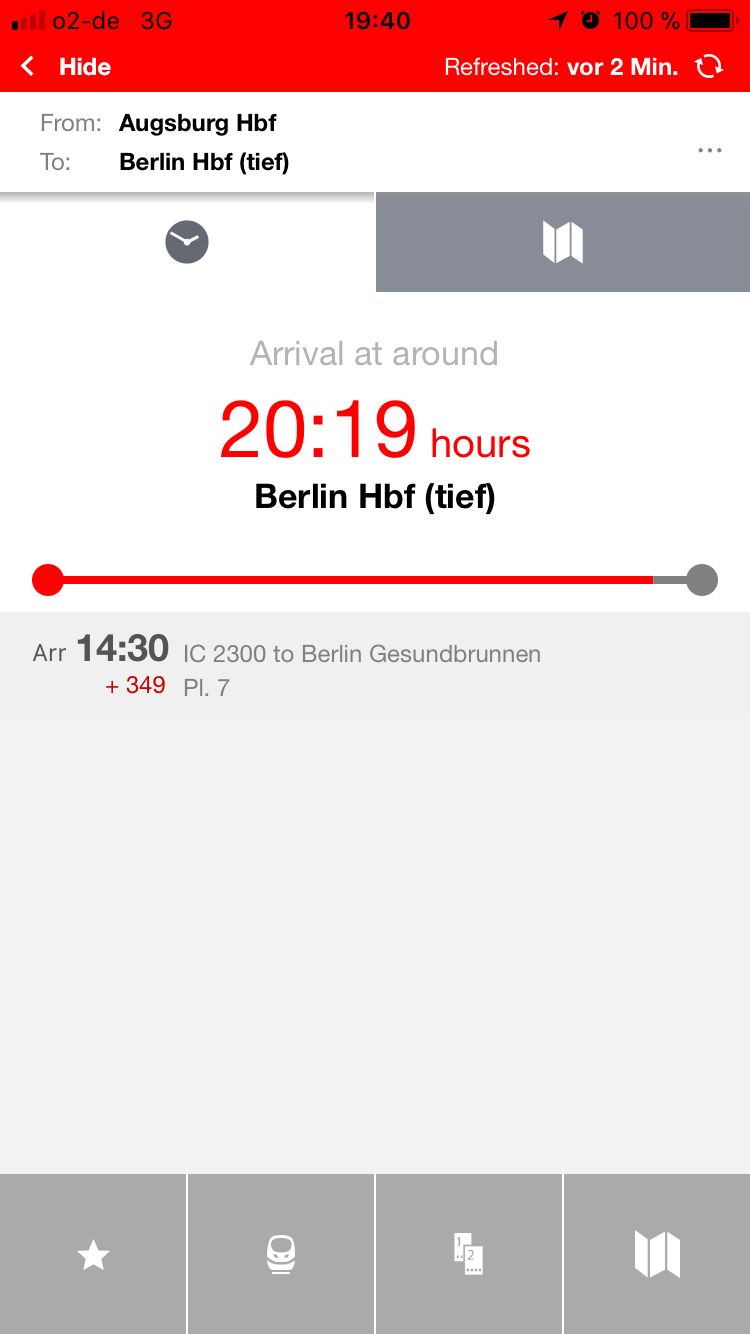 o2-de 3G 19:40 100 %
Hide Refreshed: vor 2 Min.
From: Augsburg Hbf
To: Berlin Hbf (tief)
Arrival at around
20:19 hours
Berlin Hbf (tief)
Arr 14:30 IC 2300 to Berlin Gesundbrunnen
+ 349 Pl. 7
1
2